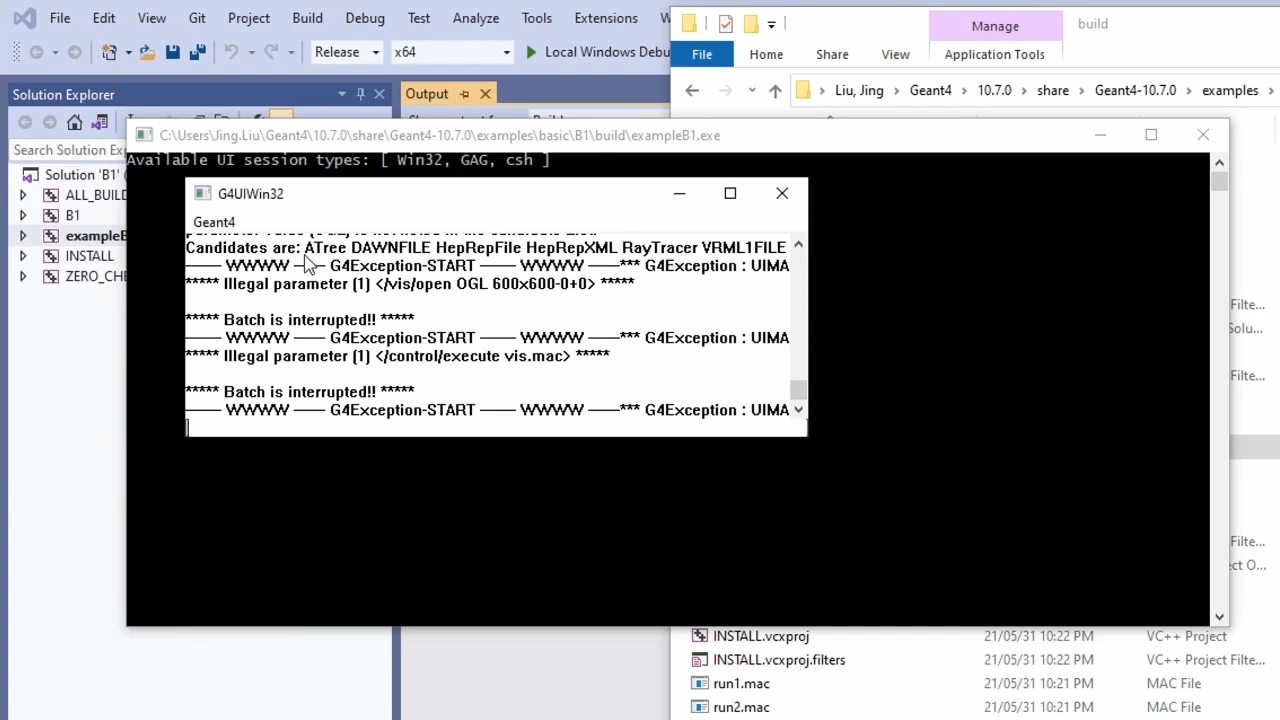 File Edit View Git Project Build Debug Test Analyze Tools Extensions W
Release x64 Local Windows Debu
Solution Explorer
Output
Search Solution Exp
Solution 'B1' (
ALL_BUILD
B1
exampleB
INSTALL
ZERO_CHE
Manage build
File Home Share View Application Tools
Liu, Jing Geant4 10.7.0 share Geant4-10.7.0 examples
C:\Users\Jing.Liu\Geant4\10.7.0\share\Geant4-10.7.0\examples\basic\B1\build\exampleB1.exe
Available UI session types: [ Win32, GAG, csh ]
G4UIWin32
Geant4
Candidates are: ATree DAWNFILE HepRepFile HepRepXML RayTracer VRML1FILE
—— WWWW —— G4Exception-START —— WWWW ——*** G4Exception : UIMA
***** Illegal parameter (1) </vis/open OGL 600x600-0+0> *****
***** Batch is interrupted!! *****
—— WWWW —— G4Exception-START —— WWWW ——*** G4Exception : UIMA
***** Illegal parameter (1) </control/execute vis.mac> *****
***** Batch is interrupted!! *****
—— WWWW —— G4Exception-START —— WWWW ——*** G4Exception : UIMA
Filte...
Solu...
Filte...
Filte...
ct O...
INSTALL.vcxproj 21/05/31 10:22 PM VC++ Project
INSTALL.vcxproj.filters 21/05/31 10:22 PM VC++ Project Filte...
run1.mac 21/05/31 10:21 PM MAC File
run2.mac 21/05/31 10:21 PM MAC File